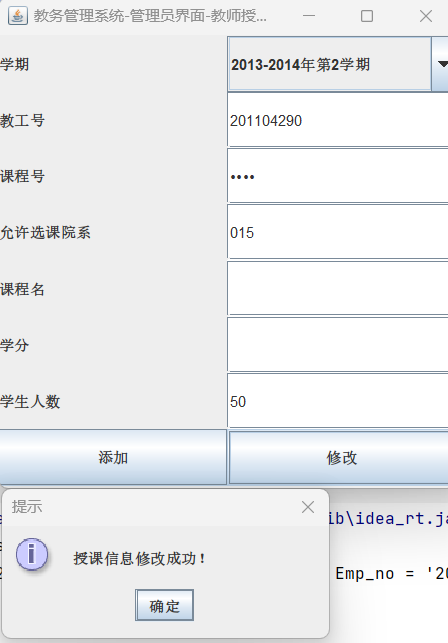 教务管理系统-管理员界面-教师授...
学期
2013-2014年第2学期
教工号
201104290
课程号
••••
允许选课院系
015
课程名
学分
学生人数
50
添加
修改
提示
ib\idea_rt.ja
授课信息修改成功！
Emp_no = '20
确定